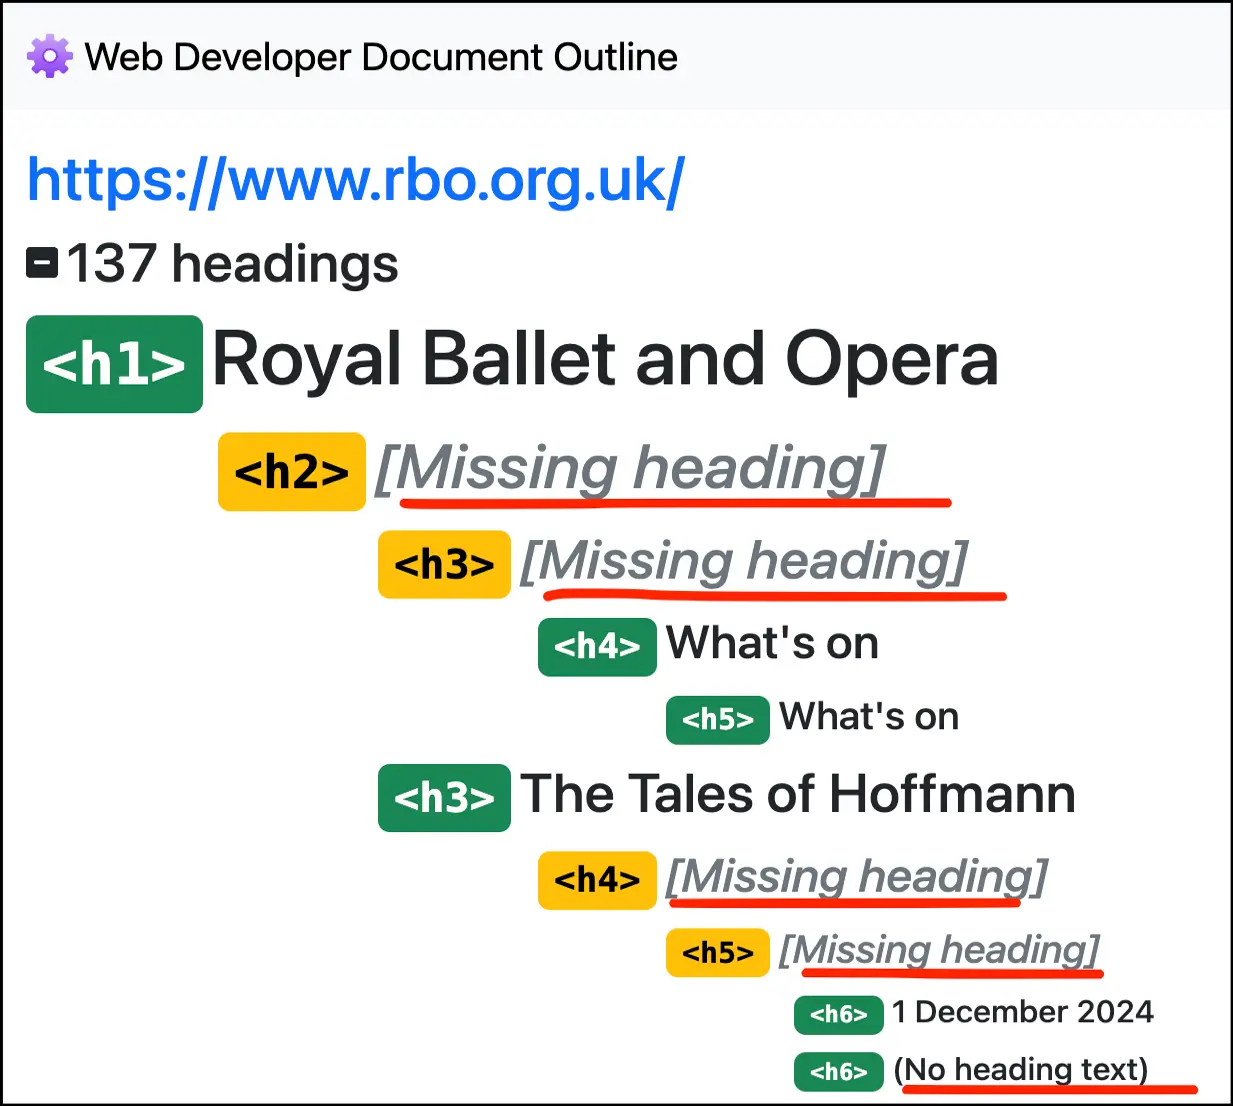 Web Developer Document Outline
https://www.rbo.org.uk/
137 headings
<h1> Royal Ballet and Opera
<h2> [Missing heading]
<h3> [Missing heading]
<h4> What's on
<h5> What's on
<h3> The Tales of Hoffmann
<h4> [Missing heading]
<h5> [Missing heading]
<h6> 1 December 2024
<h6> (No heading text)